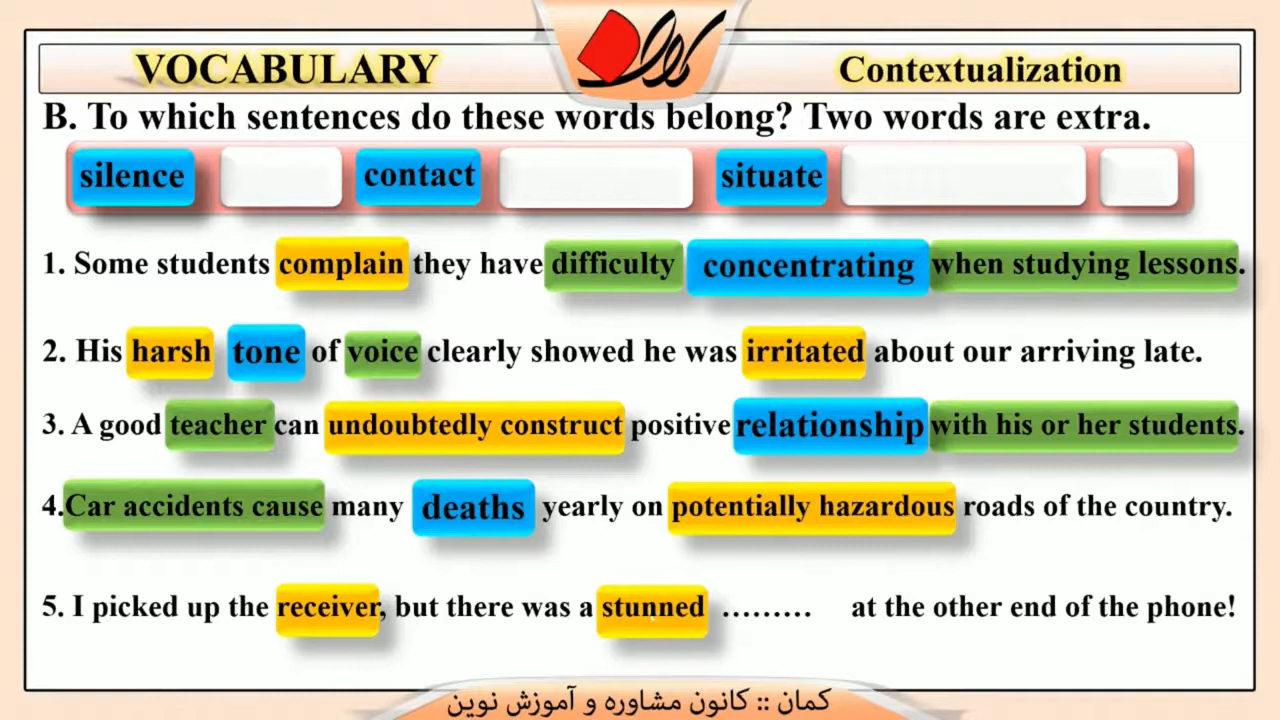 VOCABULARY
کمان
Contextualization
B. To which sentences do these words belong? Two words are extra.
silence contact situate
1. Some students complain they have difficulty concentrating when studying lessons.
2. His harsh tone of voice clearly showed he was irritated about our arriving late.
3. A good teacher can undoubtedly construct positive relationship with his or her students.
4.Car accidents cause many deaths yearly on potentially hazardous roads of the country.
5. I picked up the receiver, but there was a stunned ......... at the other end of the phone!
کمان :: کانون مشاوره و آموزش نوین